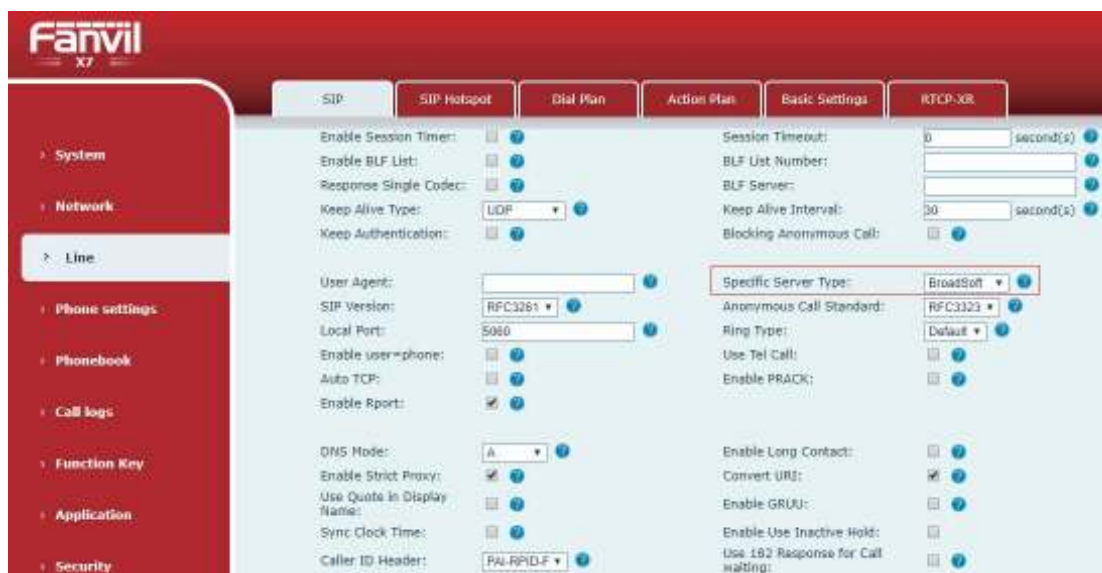 Fanvil
X7
SIP
SIP Hotspot
Dial Plan
Action Plan
Basic Settings
RTCP-XR
System
Network
Line
Phone settings
Phonebook
Call logs
Function Key
Application
Security
Enable Session Timer:
Session Timeout: 0 second(s)
Enable BLF List:
BLF List Number:
Response Single Codec:
BLF Server:
Keep Alive Type: UDP
Keep Alive Interval: 30 second(s)
Keep Authentication:
Blocking Anonymous Call:
User Agent:
Specific Server Type: BroadSoft
SIP Version: RFC3261
Anonymous Call Standard: RFC3323
Local Port: 5060
Ring Type: Default
Enable user=phone:
Use Tel Call:
Auto TCP:
Enable PRACK:
Enable Rport:
DNS Mode: A
Enable Long Contact:
Enable Strict Proxy:
Convert URI:
Use Quote in Display
Name:
Enable GRUU:
Sync Clock Time:
Enable Use Inactive Hold:
Caller ID Header: PAI-RPID-F
Use 182 Response for Call
waiting: